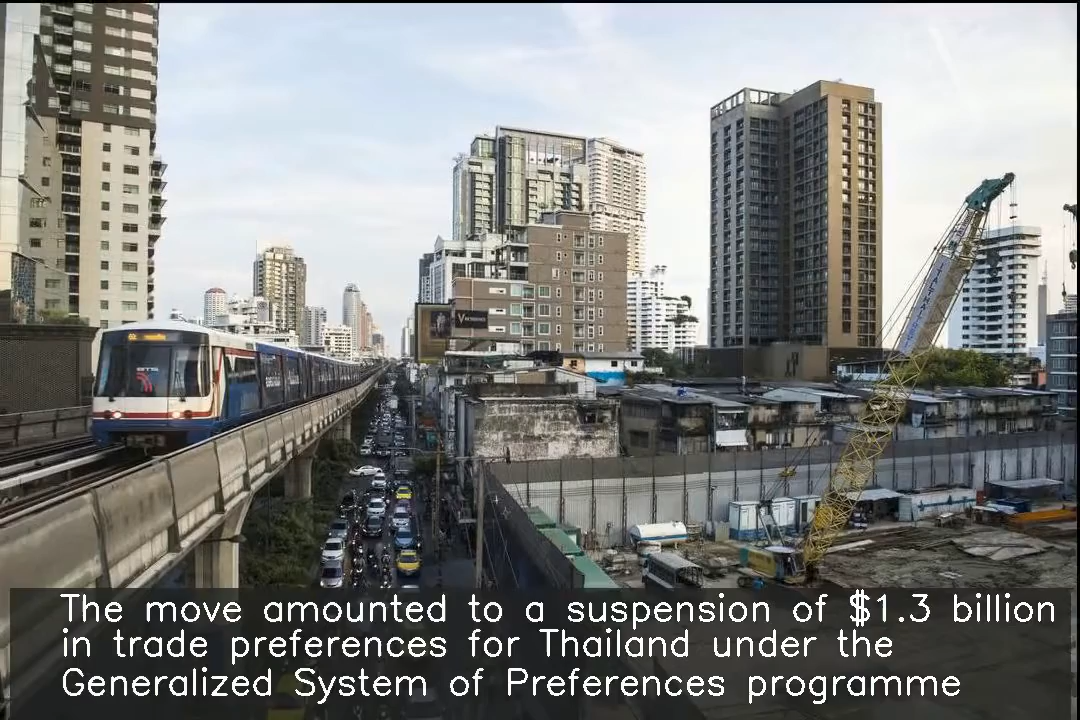 The move amounted to a suspension of $1.3 billion
in trade preferences for Thailand under the
Generalized System of Preferences programme